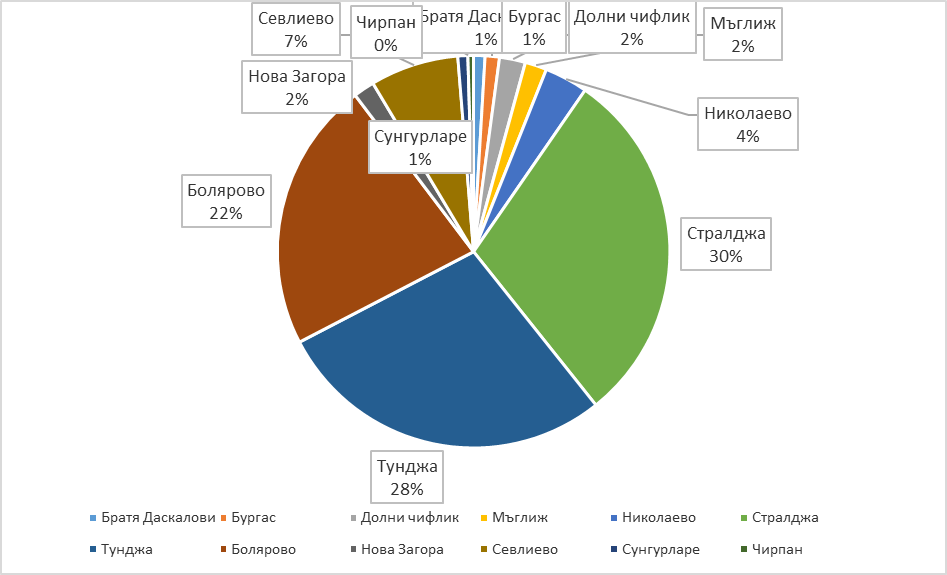 Севлиево
7%
Чирпан
0%
Братя Даск
1%
Бургас
1%
Долни чифлик
2%
Мъглиж
2%
Нова Загора
2%
Сунгурларе
1%
Николаево
4%
Болярово
22%
Стралджа
30%
Тунджа
28%
Братя Даскалови Бургас Долни чифлик Мъглиж Николаево Стралджа
Тунджа Болярово Нова Загора Севлиево Сунгурларе Чирпан